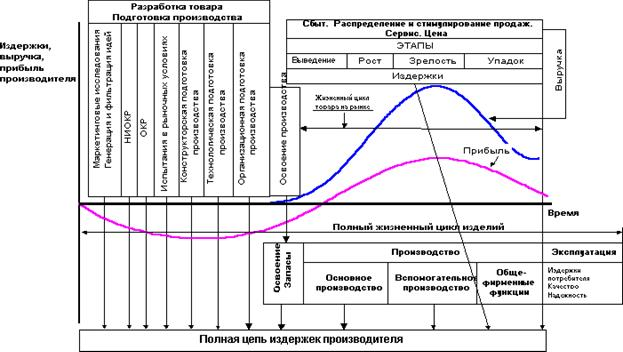 Разработка товара
Подготовка производства
Издержки,
выручка,
прибыль
производителя
Маркетинговые исследования
Генерация и фильтрация идей
НИОКР
ОКР
Испытания в рыночных условиях
Конструкторская подготовка
производства
Технологическая подготовка
производства
Организационная подготовка
производства
Освоение производства
Сбыт. Распределение и стимулирование продаж.
Сервис. Цена
ЭТАПЫ
Выведение
Рост
Зрелость
Упадок
Издержки
Выручка
Жизненный цикл
товара на рынке
Прибыль
Время
Полный жизненный цикл изделий
Освоение
Запасы
Производство
Эксплуатация
Основное
производство
Вспомогательное
производство
Обще-
фирменные
функции
Издержки
потребителя
Качество
Надежность
Полная цепь издержек производителя